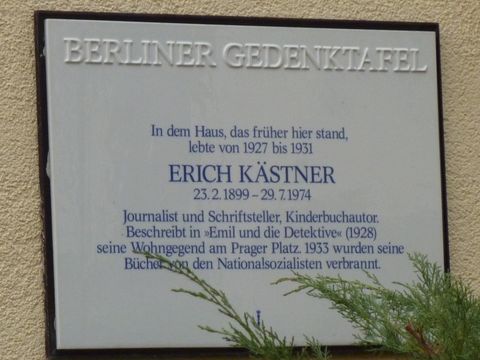 BERLINER GEDENKTAFEL
In dem Haus, das früher hier stand,
lebte von 1927 bis 1931
ERICH KÄSTNER
23.2.1899 – 29.7.1974
Journalist und Schriftsteller, Kinderbuchautor.
Beschreibt in »Emil und die Detektive« (1928)
seine Wohngegend am Prager Platz. 1933 wurden seine
Bücher von den Nationalsozialisten verbrannt.